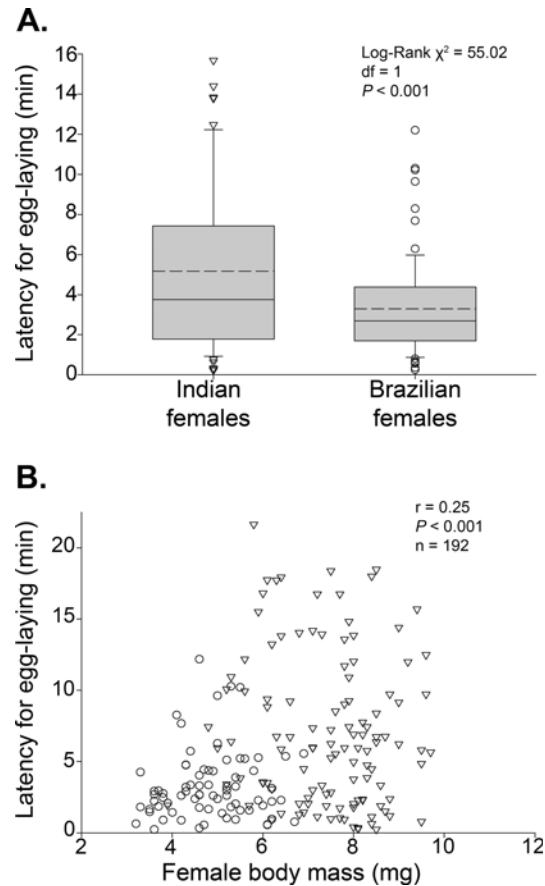 A.
Latency for egg-laying (min)
16
14
12
10
8
6
4
2
0
Log-Rank χ² = 55.02
df = 1
P < 0.001
Indian
females
Brazilian
females
B.
Latency for egg-laying (min)
20
15
10
5
0
r = 0.25
P < 0.001
n = 192
2 4 6 8 10
Female body mass (mg)